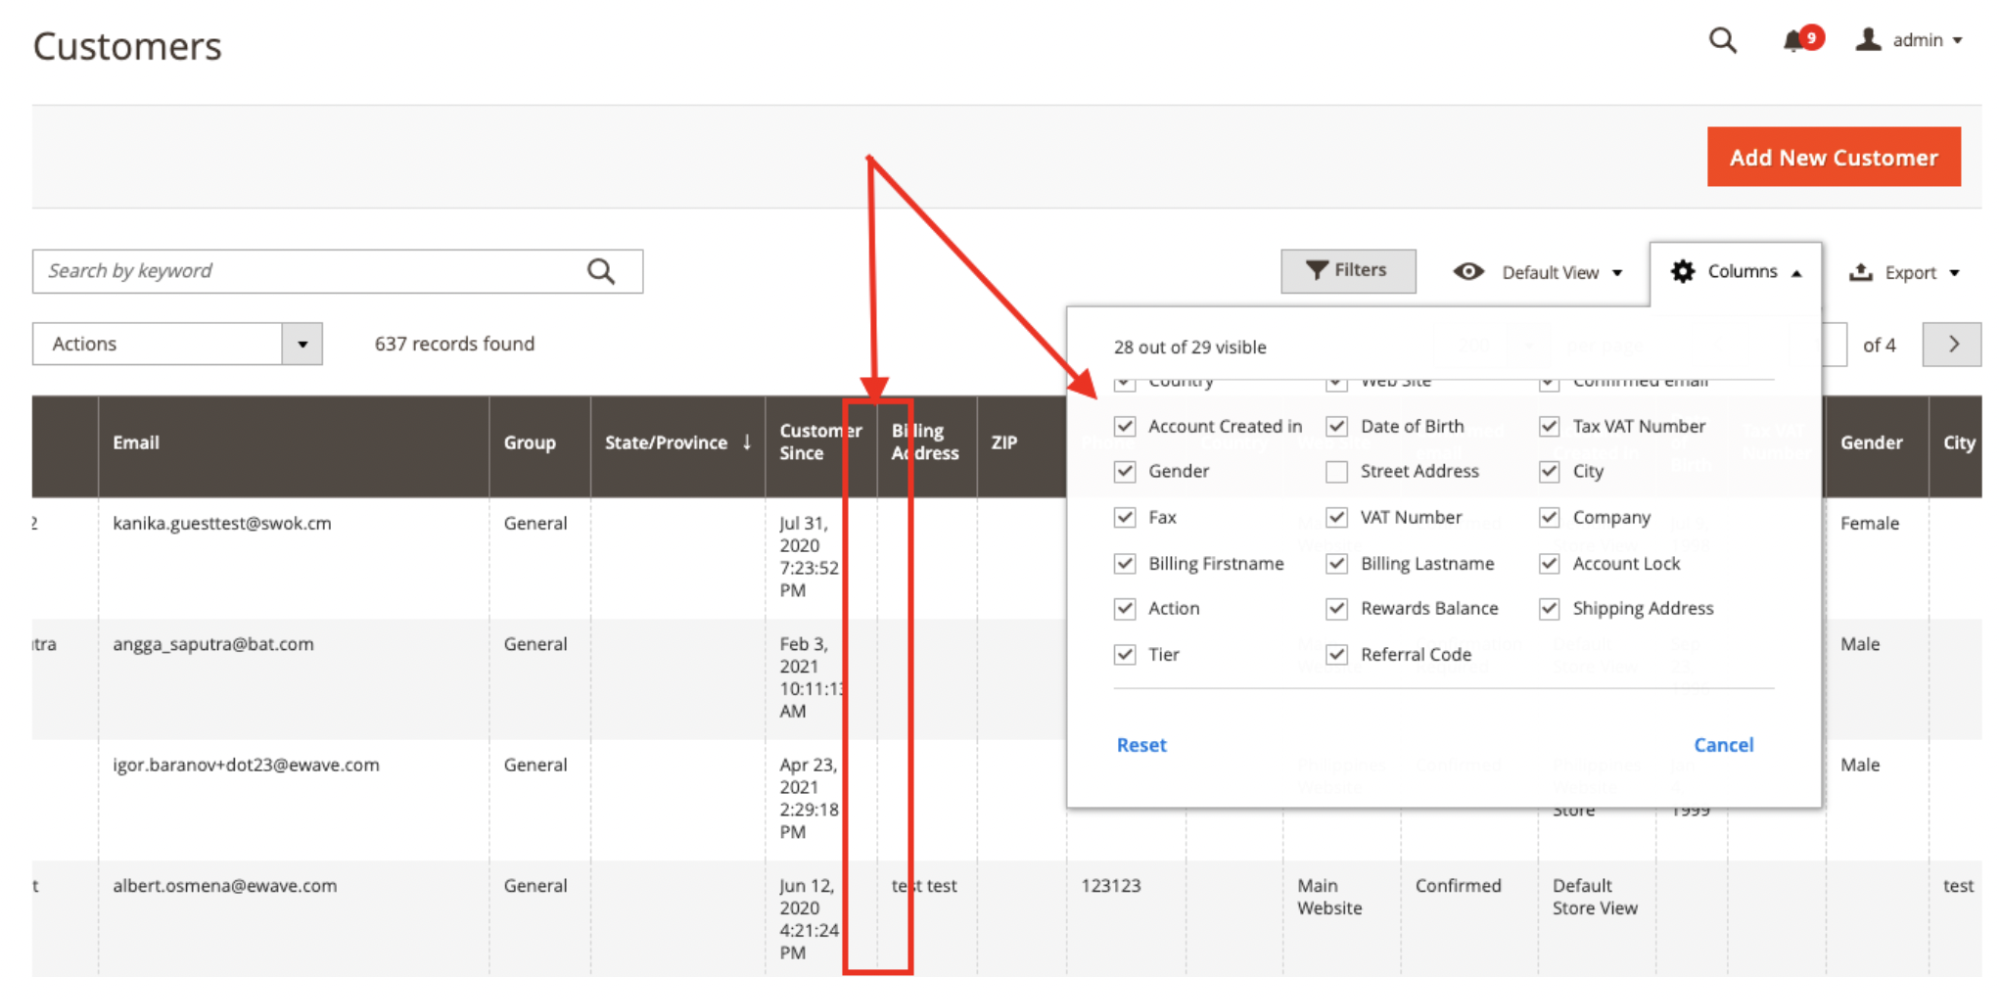 Customers
9
admin
Add New Customer
Search by keyword
Filters
Default View
Columns
Export
Actions
637 records found
28 out of 29 visible
of 4
Country
Web Site
Confirmed email
Account Created in
Date of Birth
Tax VAT Number
Gender
Street Address
City
Fax
VAT Number
Company
Billing Firstname
Billing Lastname
Account Lock
Action
Rewards Balance
Shipping Address
Tier
Referral Code
Reset
Cancel
Email
Group
State/Province
Customer
Since
Billing
Address
ZIP
Gender
City
2
kanika.guesttest@swok.cm
General
Jul 31,
2020
7:23:52
PM
Female
itra
angga_saputra@bat.com
General
Feb 3,
2021
10:11:13
AM
Male
igor.baranov+dot23@ewave.com
General
Apr 23,
2021
2:29:18
PM
Store
1999
Male
t
albert.osmena@ewave.com
General
Jun 12,
2020
4:21:24
PM
test test
123123
Main
Website
Confirmed
Default
Store View
test